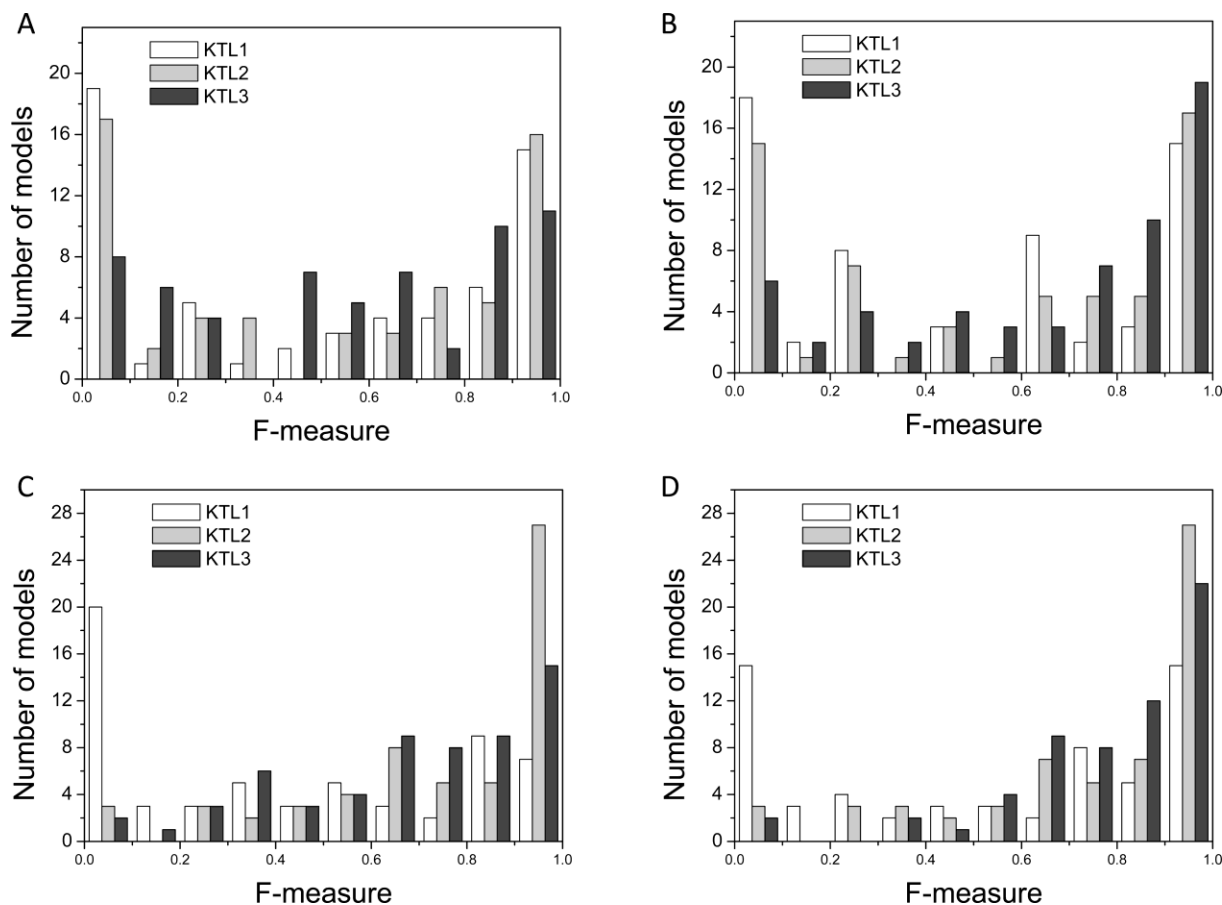 A
KTL1
KTL2
KTL3
Number of models
20
16
12
8
4
0
0.0 0.2 0.4 0.6 0.8 1.0
F-measure
B
KTL1
KTL2
KTL3
Number of models
20
16
12
8
4
0
0.0 0.2 0.4 0.6 0.8 1.0
F-measure
C
KTL1
KTL2
KTL3
Number of models
28
24
20
16
12
8
4
0
0.0 0.2 0.4 0.6 0.8 1.0
F-measure
D
KTL1
KTL2
KTL3
Number of models
28
24
20
16
12
8
4
0
0.0 0.2 0.4 0.6 0.8 1.0
F-measure